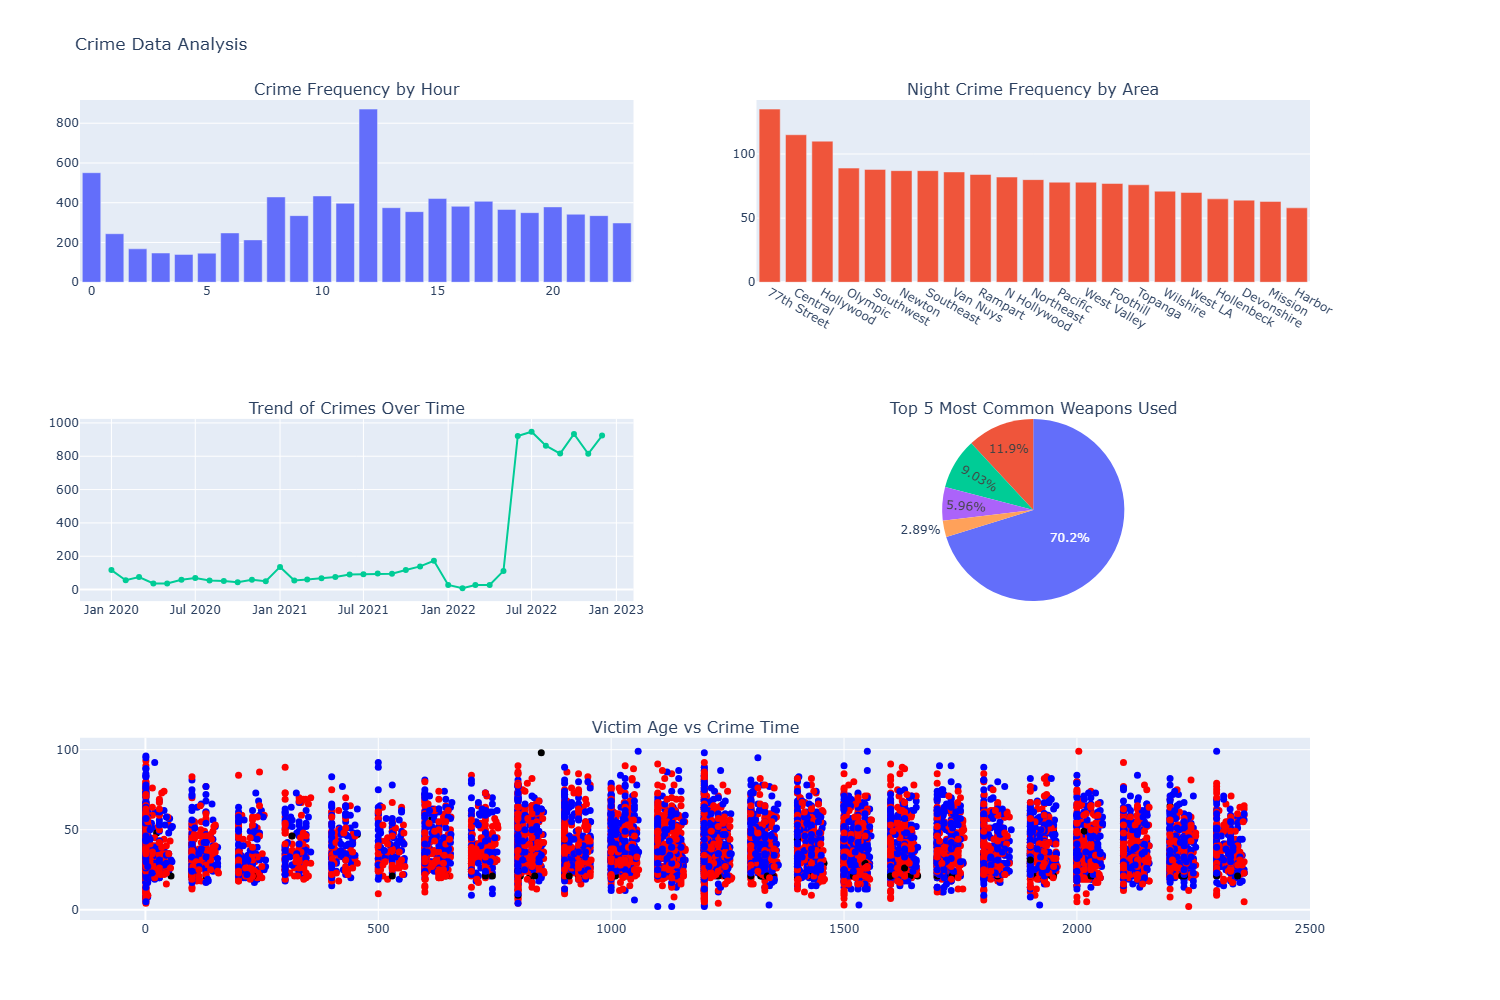 Crime Data Analysis
Crime Frequency by Hour
800
600
400
200
0
0 5 10 15 20
Night Crime Frequency by Area
100
50
0
77th Street
Central
Hollywood
Olympic
Southwest
Newton
Southeast
Van Nuys
Rampart
N Hollywood
Northeast
Pacific
West Valley
Foothill
Topanga
Wilshire
West LA
Hollenbeck
Devonshire
Mission
Harbor
Trend of Crimes Over Time
1000
800
600
400
200
0
Jan 2020 Jul 2020 Jan 2021 Jul 2021 Jan 2022 Jul 2022 Jan 2023
Top 5 Most Common Weapons Used
11.9%
9.03%
5.96%
2.89%
70.2%
Victim Age vs Crime Time
100
50
0
0 500 1000 1500 2000 2500